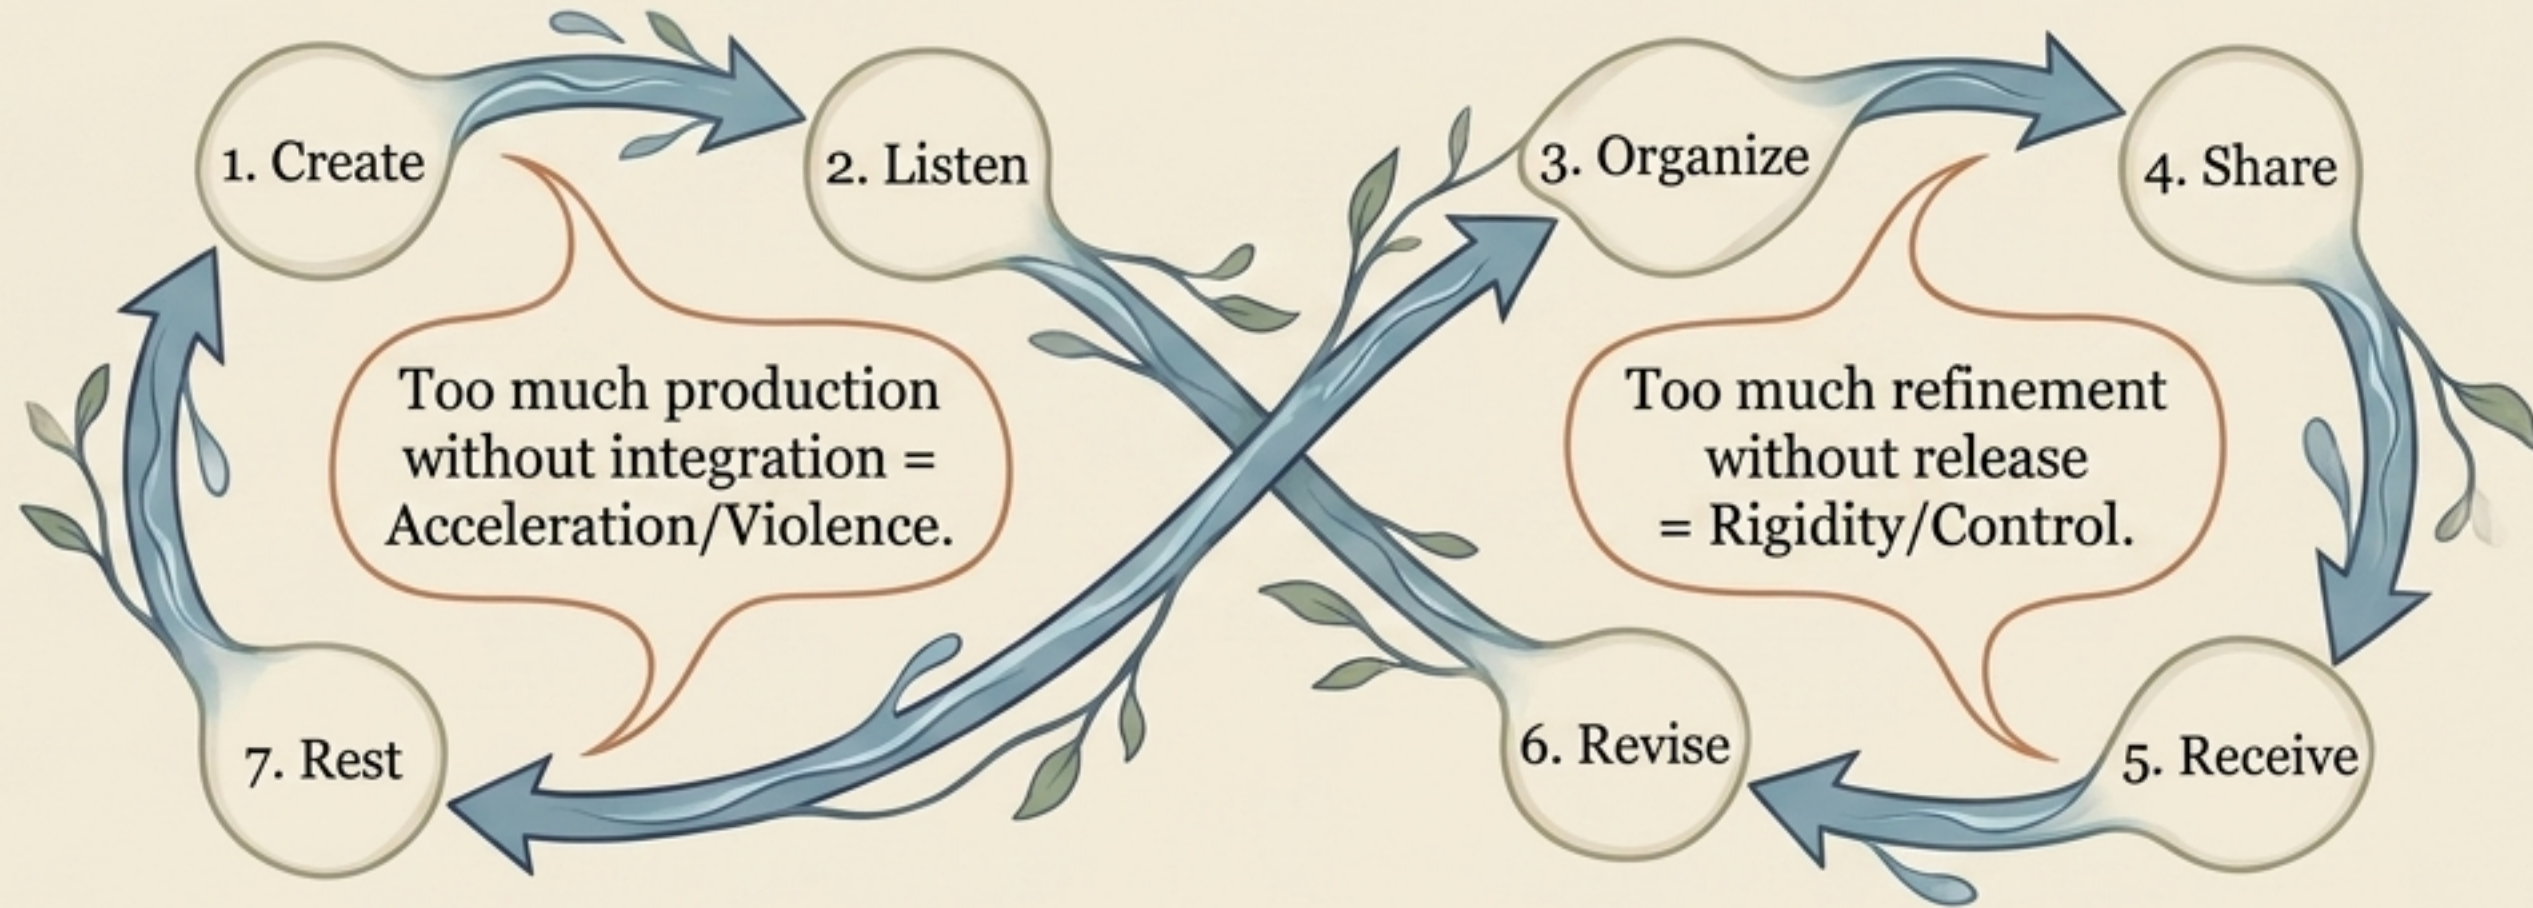 1. Create
2. Listen
3. Organize
4. Share
Too much production
without integration =
Acceleration/Violence.
Too much refinement
without release
= Rigidity/Control.
7. Rest
6. Revise
5. Receive